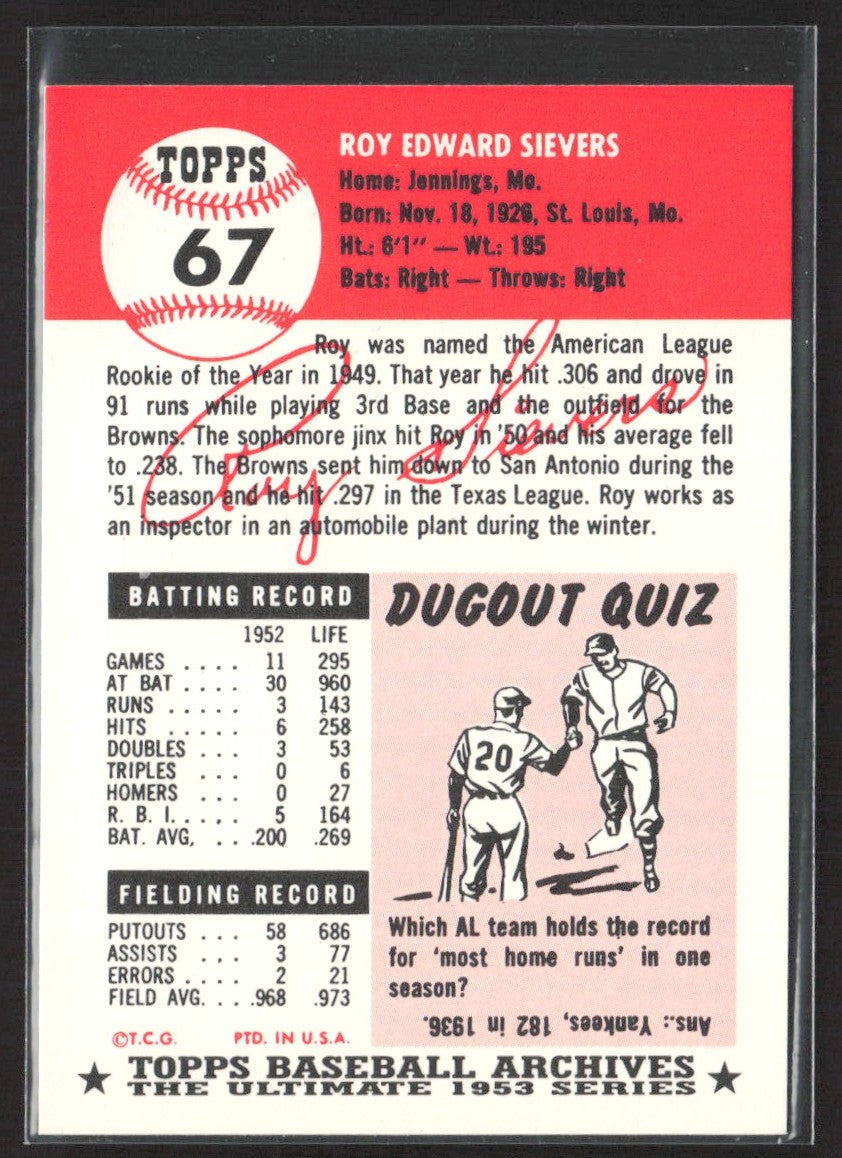 TOPPS
67
ROY EDWARD SIEVERS
Home: Jennings, Mo.
Born: Nov. 18, 1926, St. Louis, Mo.
Ht.: 6'1" — Wt.: 195
Bats: Right — Throws: Right
Roy was named the American League
Rookie of the Year in 1949. That year he hit .306 and drove in
91 runs while playing 3rd Base and the outfield for the
Browns. The sophomore jinx hit Roy in '50 and his average fell
to .238. The Browns sent him down to San Antonio during the
'51 season and he hit .297 in the Texas League. Roy works as
an inspector in an automobile plant during the winter.
Roy Sievers
BATTING RECORD
1952 LIFE
GAMES .... 11 295
AT BAT .... 30 960
RUNS ..... 3 143
HITS ..... 6 258
DOUBLES ... 3 53
TRIPLES ... 0 6
HOMERS ... 0 27
R. B. I. .... 5 164
BAT. AVG, ... .200 .269
FIELDING RECORD
PUTOUTS ... 58 686
ASSISTS ... 3 77
ERRORS .... 2 21
FIELD AVG. ... .968 .973
©T.C.G. PTD. IN U.S.A.
DUGOUT QUIZ
20
Which AL team holds the record
for 'most home runs' in one
season?
Ans.: Yankees, 182 in 1936.
★ TOPPS BASEBALL ARCHIVES ★
THE ULTIMATE 1953 SERIES